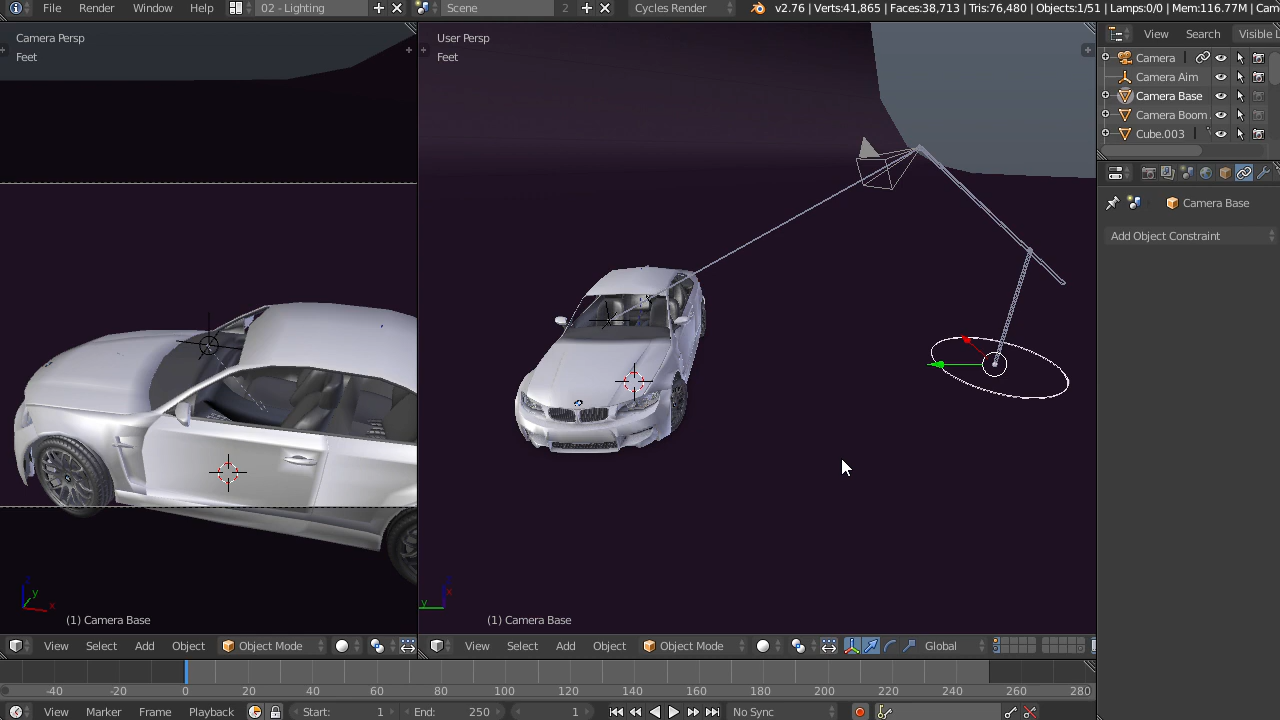 File Render Window Help 02 - Lighting Scene 2 Cycles Render v2.76 | Verts:41,865 | Faces:38,713 | Tris:76,480 | Objects:1/51 | Lamps:0/0 | Mem:116.77M | Cam
Camera Persp
Feet
User Persp
Feet
View Search Visible L
Camera
Camera Aim
Camera Base
Camera Boom
Cube.003
Camera Base
Add Object Constraint
z
y
x
(1) Camera Base
y
x
(1) Camera Base
View Select Add Object Object Mode
View Select Add Object Object Mode Global
-40 -20 0 20 40 60 80 100 120 140 160 180 200 220 240 260 280
View Marker Frame Playback Start: 1 End: 250 1 No Sync